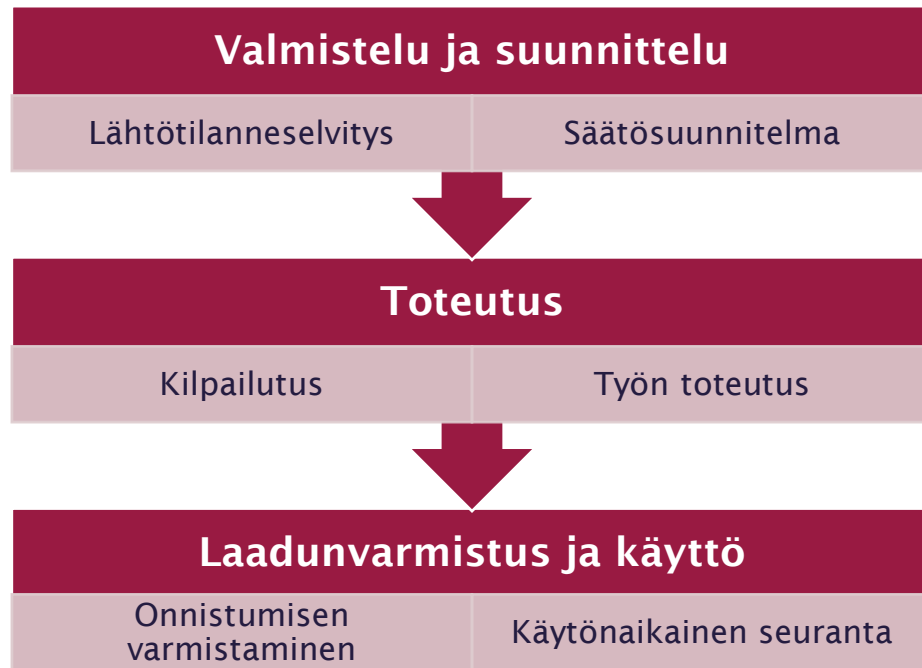 Valmistelu ja suunnittelu
Lähtötilanneselvitys
Säätösuunnitelma
Toteutus
Kilpailutus
Työn toteutus
Laadunvarmistus ja käyttö
Onnistumisen
varmistaminen
Käytönaikainen seuranta